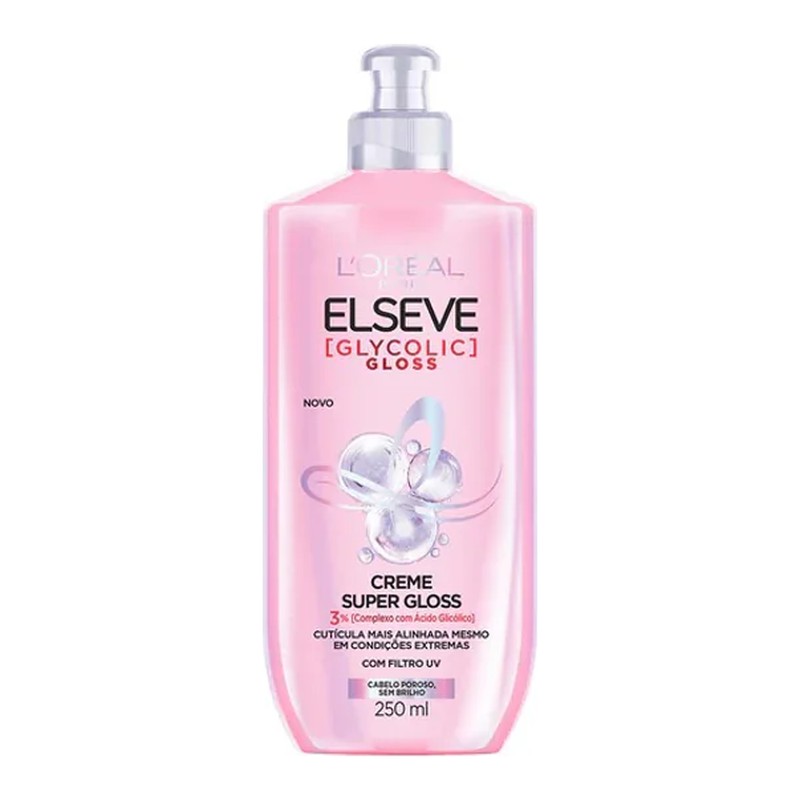 L'ORÉAL
PARIS
ELSEVE
[GLYCOLIC]
GLOSS
NOVO
CREME
SUPER GLOSS
3% [Complexo com Ácido Glicólico]
CUTÍCULA MAIS ALINHADA MESMO
EM CONDIÇÕES EXTREMAS
COM FILTRO UV
CABELO POROSO,
SEM BRILHO
250 ml